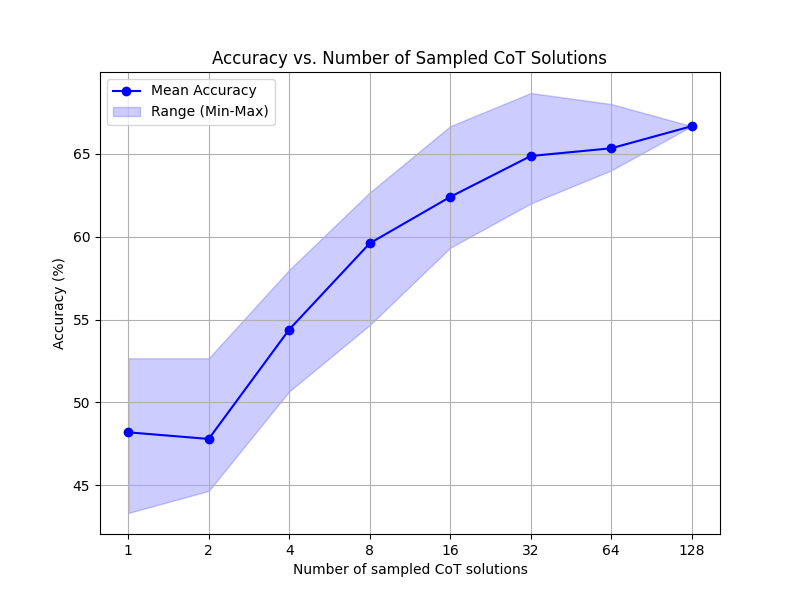 Accuracy vs. Number of Sampled CoT Solutions
Mean Accuracy
Range (Min-Max)
Accuracy (%)
65
60
55
50
45
1 2 4 8 16 32 64 128
Number of sampled CoT solutions